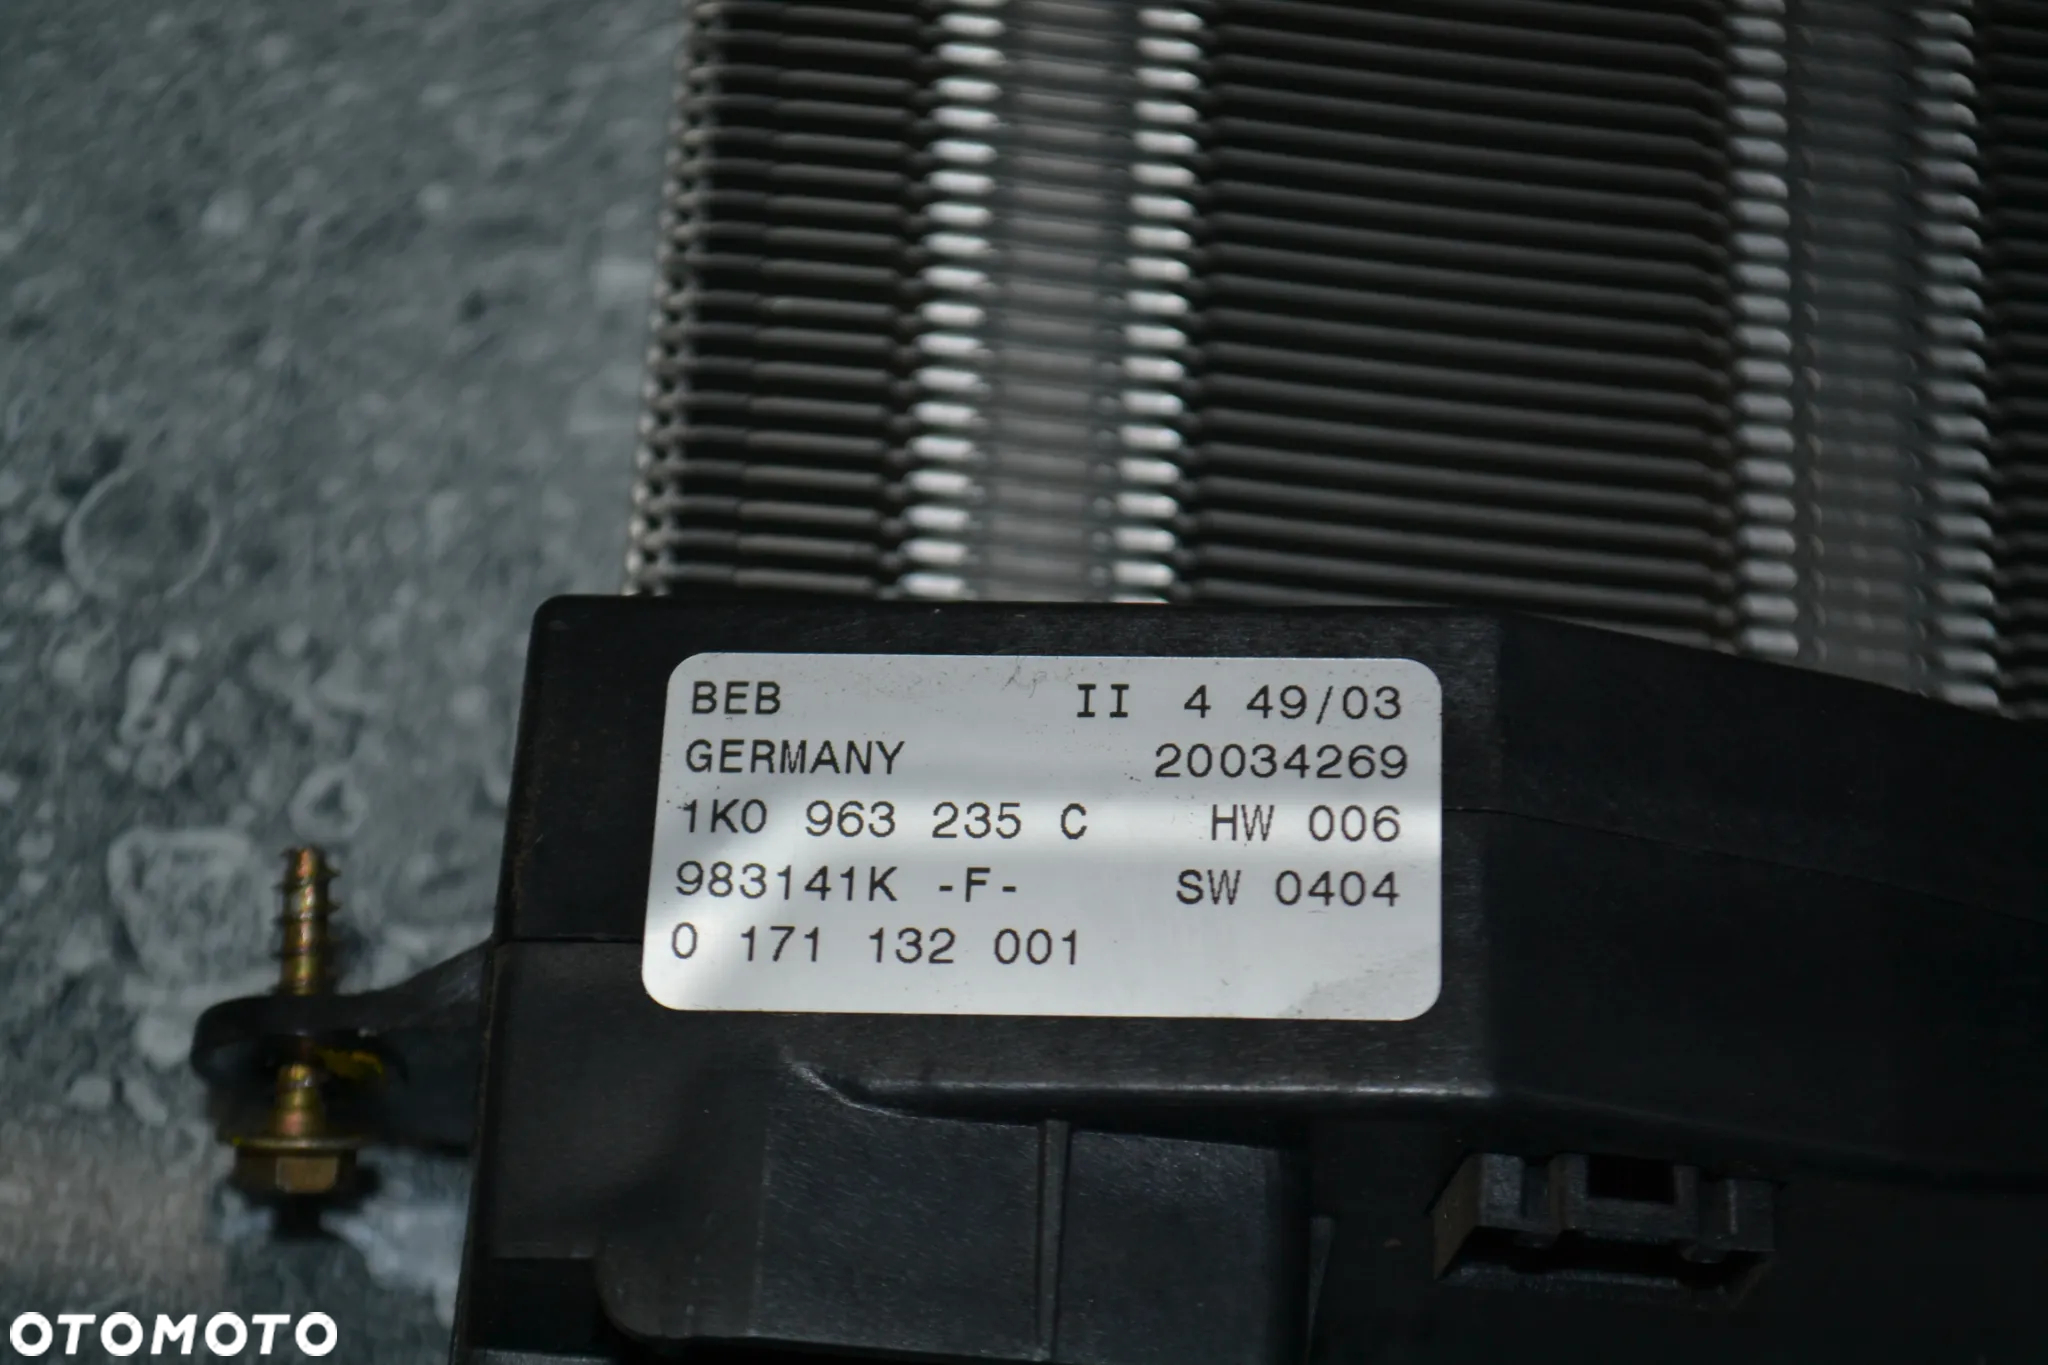 BEB II 4 49/03
GERMANY 20034269
1K0 963 235 C HW 006
983141K -F- SW 0404
0 171 132 001
OTOMOTO